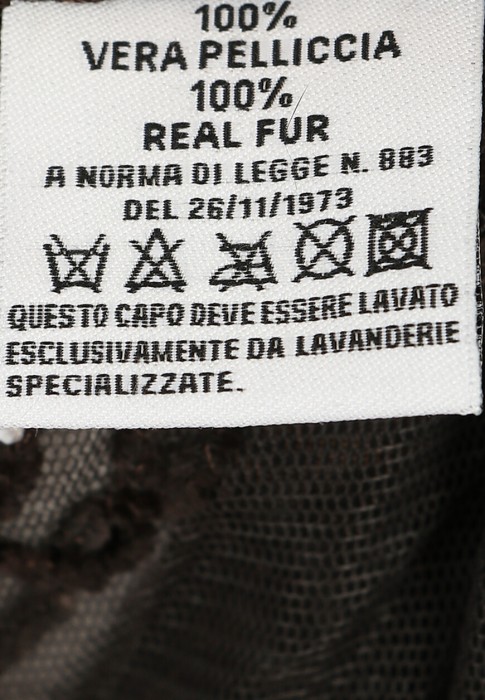 100%
VERA PELLICCIA
100%
REAL FUR
A NORMA DI LEGGE N. 883
DEL 26/11/1973
QUESTO CAPO DEVE ESSERE LAVATO
ESCLUSIVAMENTE DA LAVANDERIE
SPECIALIZZATE.